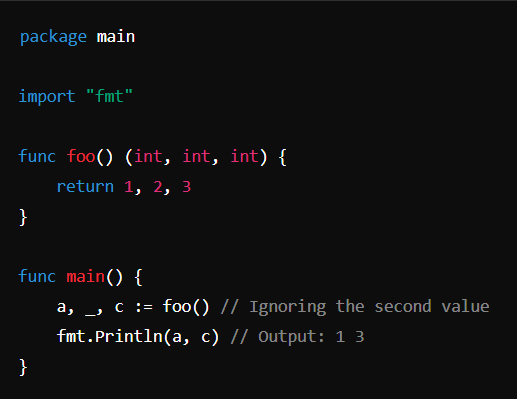 package main
import "fmt"
func foo() (int, int, int) {
    return 1, 2, 3
}
func main() {
    a, _, c := foo() // Ignoring the second value
    fmt.Println(a, c) // Output: 1 3
}